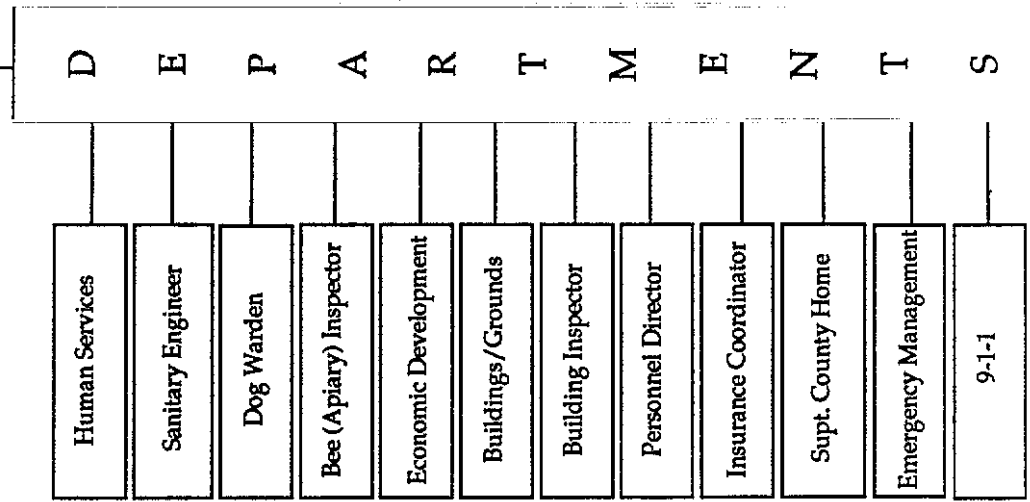 D E P A R T M E N T S
Human Services
Sanitary Engineer
Dog Warden
Bee (Apiary) Inspector
Economic Development
Buildings/Grounds
Building Inspector
Personnel Director
Insurance Coordinator
Supt. County Home
Emergency Management
9-1-1